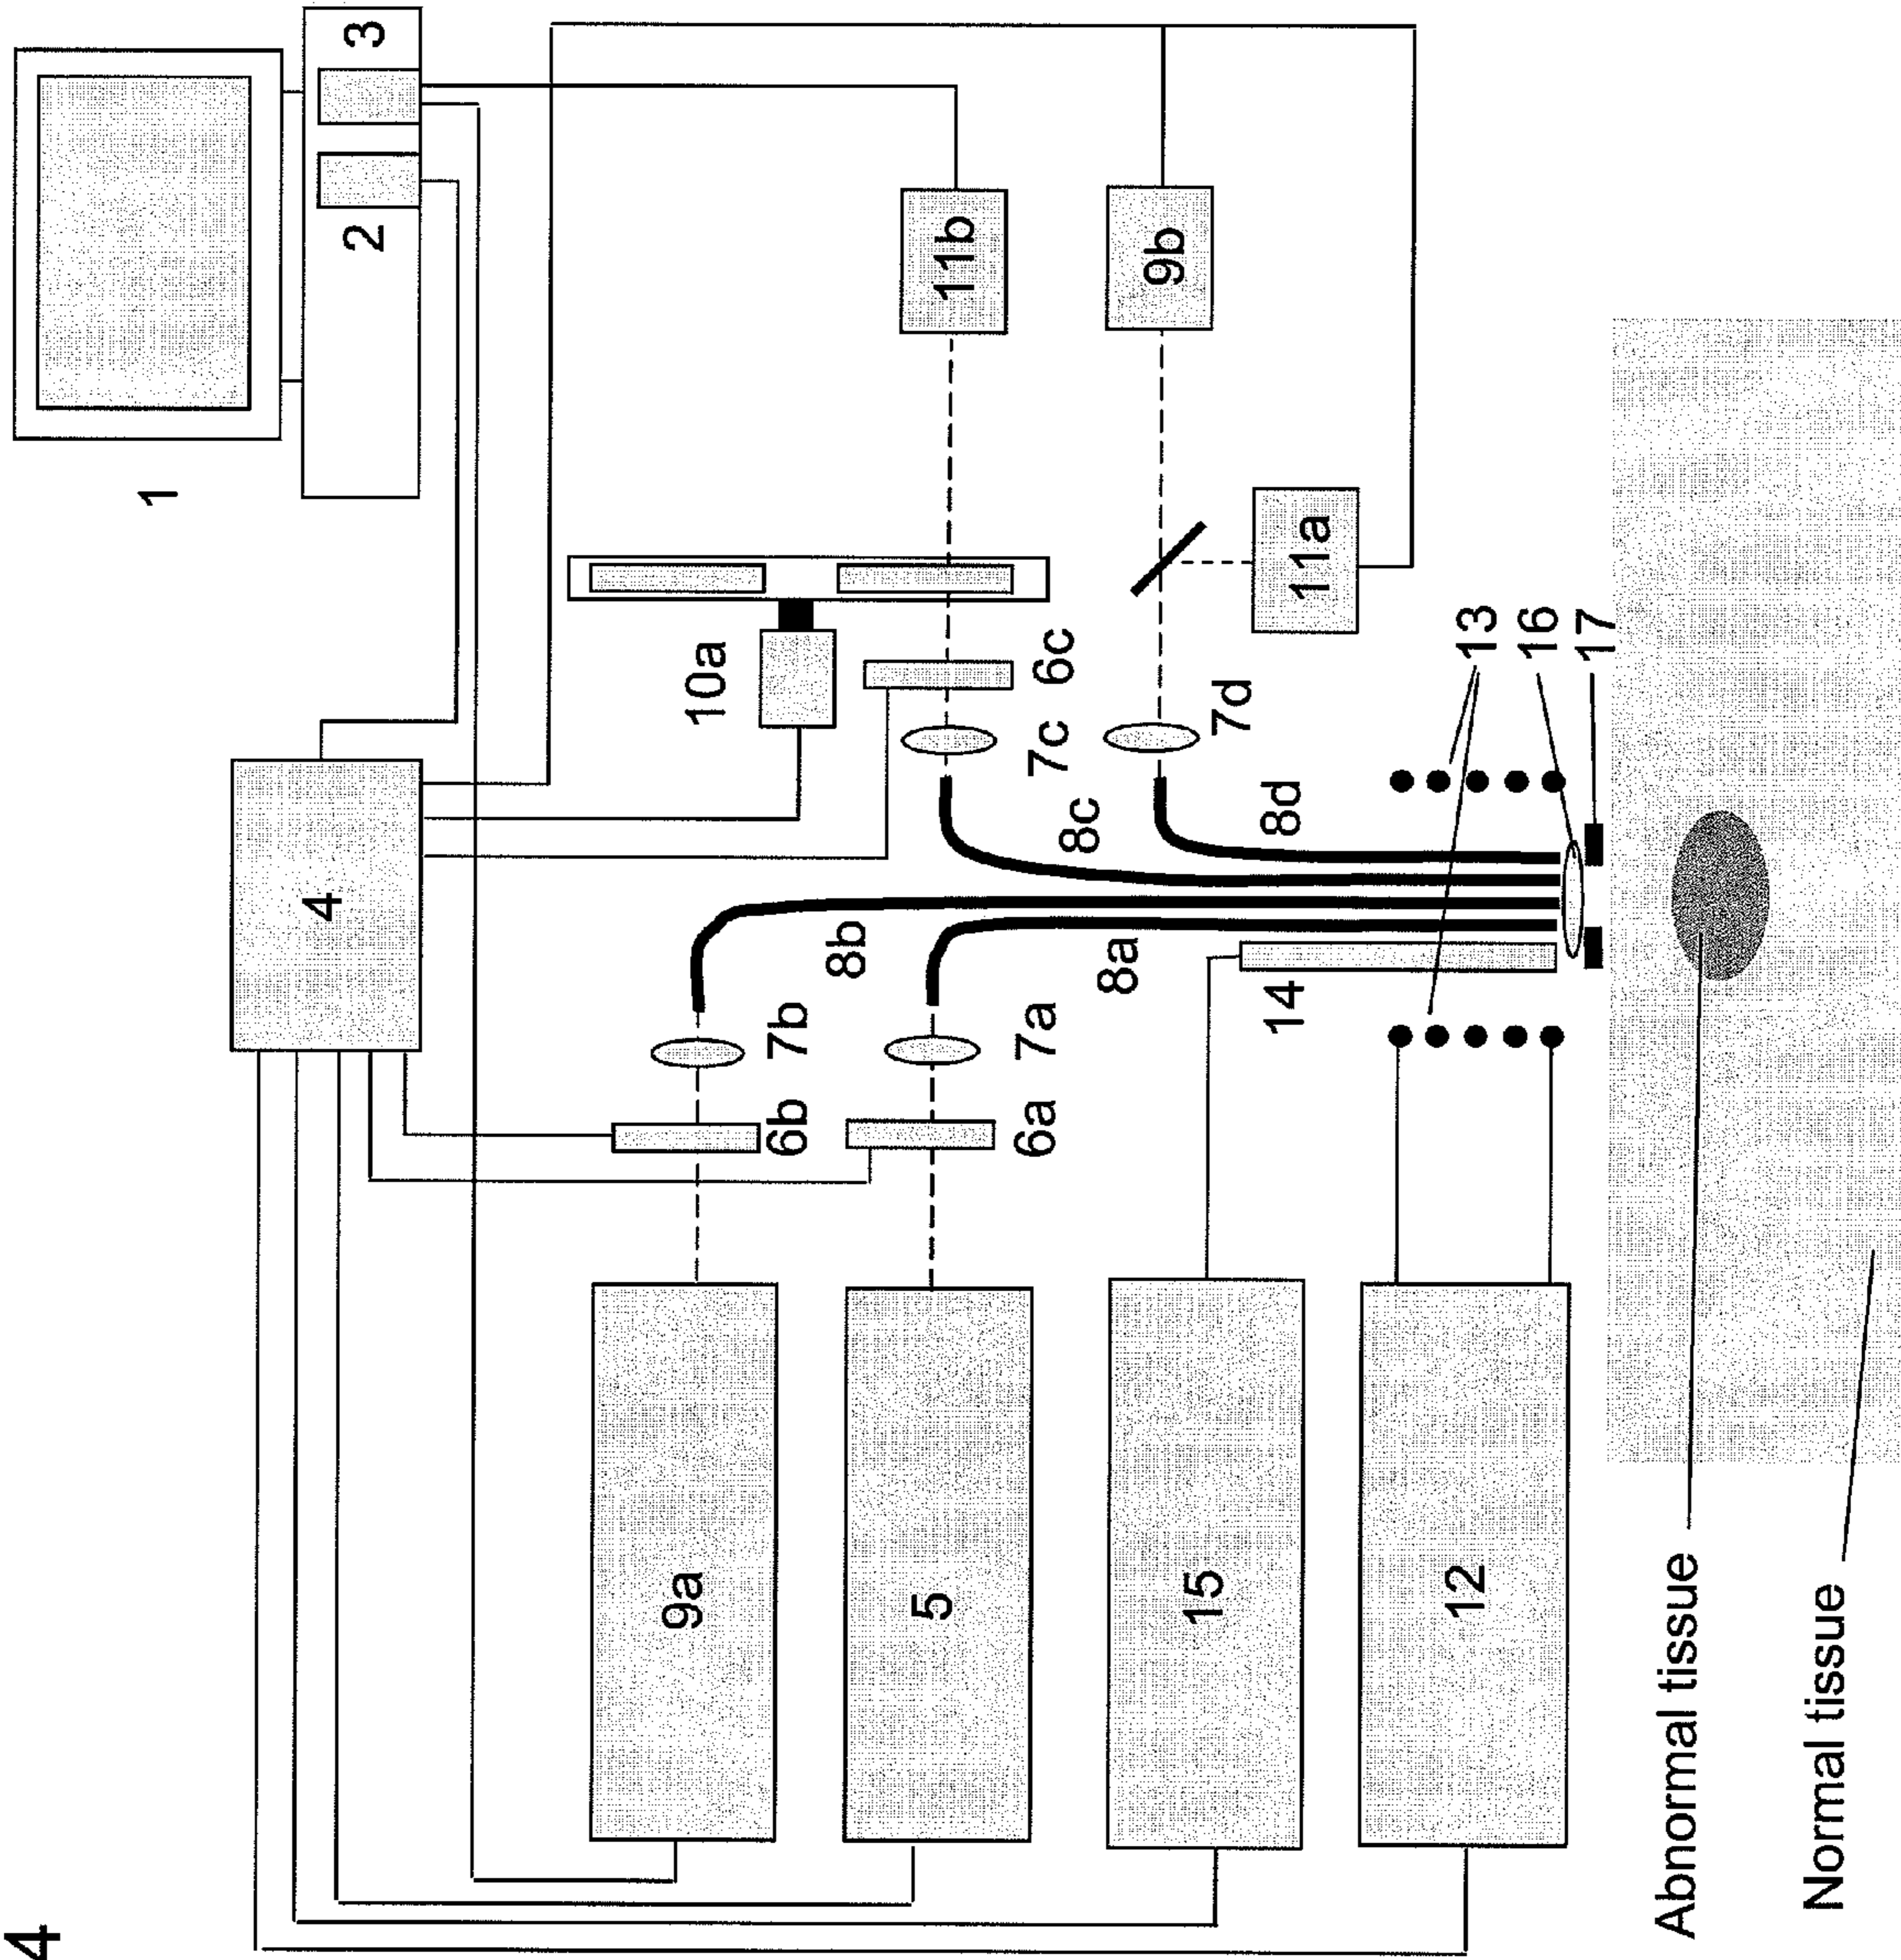 4
1
2
3
4
9a
5
15
12
6b
7b
8b
6a
7a
8a
14
10a
6c
7c
8c
7d
8d
11b
9b
11a
13
16
17
Abnormal tissue
Normal tissue